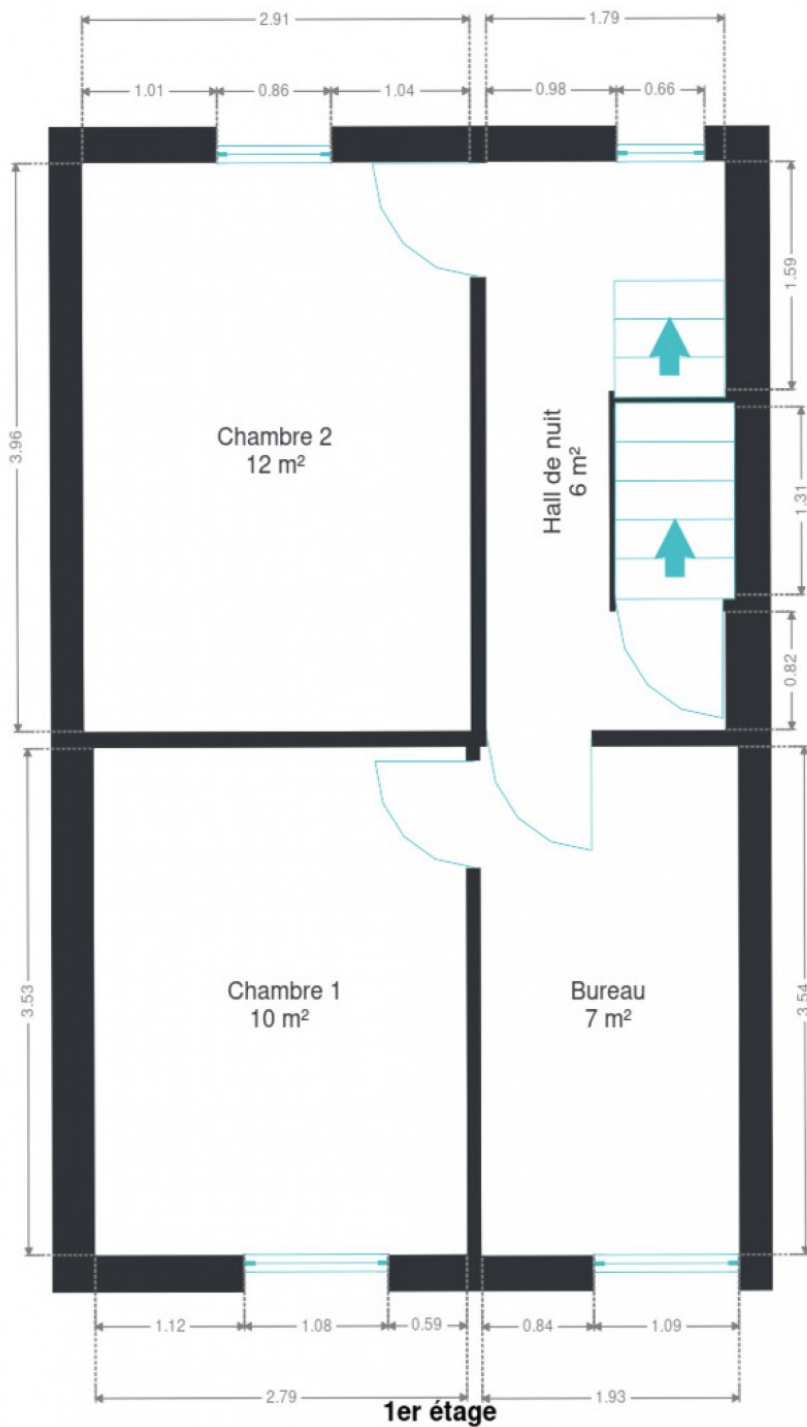 2.91
1.79
1.01
0.86
1.04
0.98
0.66
3.96
1.59
Chambre 2
12 m²
Hall de nuit
6 m²
1.31
0.82
3.53
Chambre 1
10 m²
Bureau
7 m²
3.54
1.12
1.08
0.59
0.84
1.09
2.79
1.93
1er étage